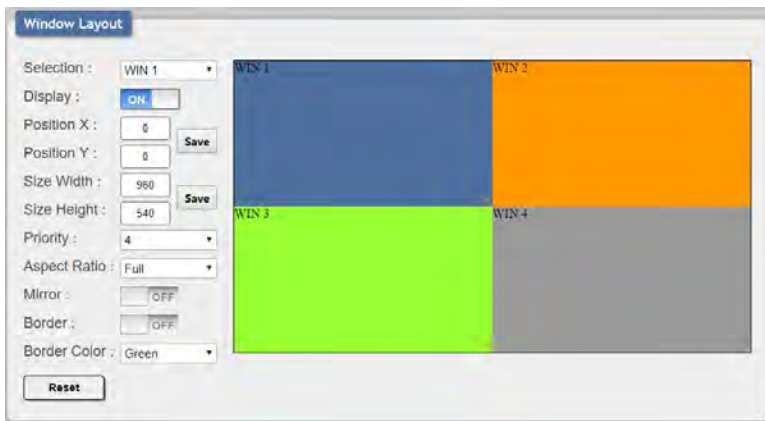 Window Layout
Selection : WIN 1
Display : ON
Position X : 0
Save
Position Y : 0
Size Width : 960
Save
Size Height : 540
Priority : 4
Aspect Ratio : Full
Mirror : OFF
Border : OFF
Border Color : Green
Reset
WIN 1 WIN 2
WIN 3 WIN 4